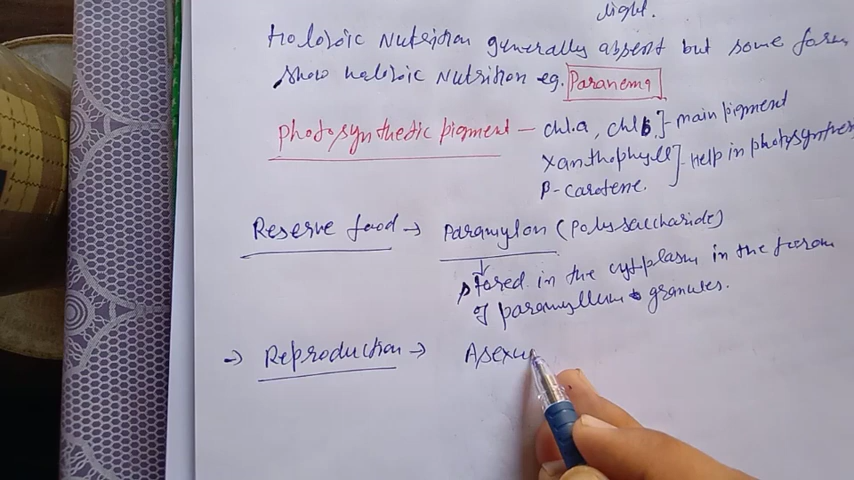 light.
Holozoic Nutrition generally absent but some form
show holozoic Nutrition eg. Paranema
Photosynthetic pigment - chl.a, chl b. - main pigment
Xanthophyll - Help in photosynthesis
β-carotene.
Reserve food → Paramylon (Polysaccharide)
↓
stored in the cytoplasm in the form
of paramyllum granules.
→ Reproduction → Asexu